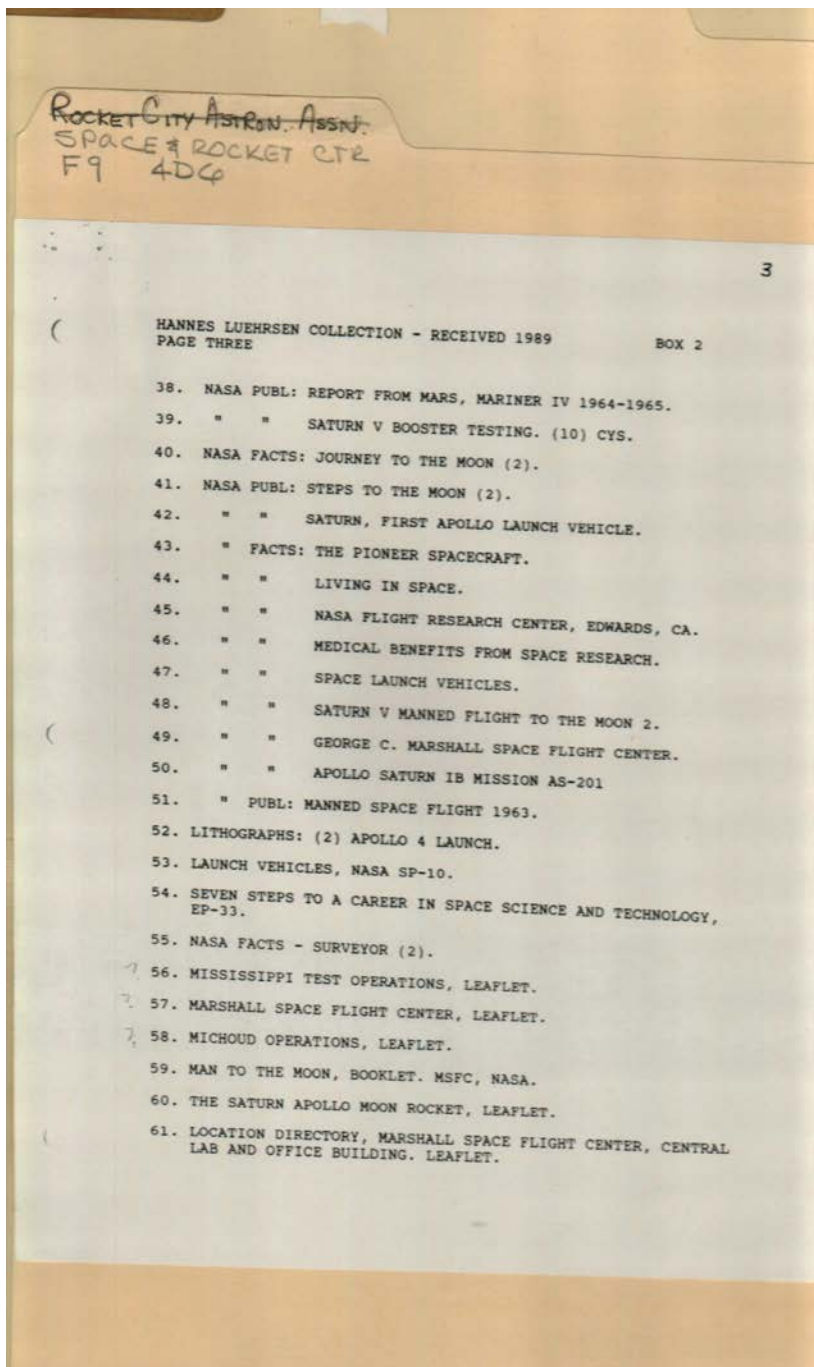 ROCKET CITY ASTRON. ASSN.
SPACE & ROCKET CTR
F9 4D6
3
HANNES LUEHRSEN COLLECTION - RECEIVED 1989
PAGE THREE BOX 2
38. NASA PUBL: REPORT FROM MARS, MARINER IV 1964-1965.
39. " " SATURN V BOOSTER TESTING. (10) CYS.
40. NASA FACTS: JOURNEY TO THE MOON (2).
41. NASA PUBL: STEPS TO THE MOON (2).
42. " " SATURN, FIRST APOLLO LAUNCH VEHICLE.
43. " FACTS: THE PIONEER SPACECRAFT.
44. " " LIVING IN SPACE.
45. " " NASA FLIGHT RESEARCH CENTER, EDWARDS, CA.
46. " " MEDICAL BENEFITS FROM SPACE RESEARCH.
47. " " SPACE LAUNCH VEHICLES.
48. " " SATURN V MANNED FLIGHT TO THE MOON 2.
49. " " GEORGE C. MARSHALL SPACE FLIGHT CENTER.
50. " " APOLLO SATURN IB MISSION AS-201
51. " PUBL: MANNED SPACE FLIGHT 1963.
52. LITHOGRAPHS: (2) APOLLO 4 LAUNCH.
53. LAUNCH VEHICLES, NASA SP-10.
54. SEVEN STEPS TO A CAREER IN SPACE SCIENCE AND TECHNOLOGY,
EP-33.
55. NASA FACTS - SURVEYOR (2).
? 56. MISSISSIPPI TEST OPERATIONS, LEAFLET.
? 57. MARSHALL SPACE FLIGHT CENTER, LEAFLET.
? 58. MICHOUD OPERATIONS, LEAFLET.
59. MAN TO THE MOON, BOOKLET. MSFC, NASA.
60. THE SATURN APOLLO MOON ROCKET, LEAFLET.
61. LOCATION DIRECTORY, MARSHALL SPACE FLIGHT CENTER, CENTRAL
LAB AND OFFICE BUILDING. LEAFLET.